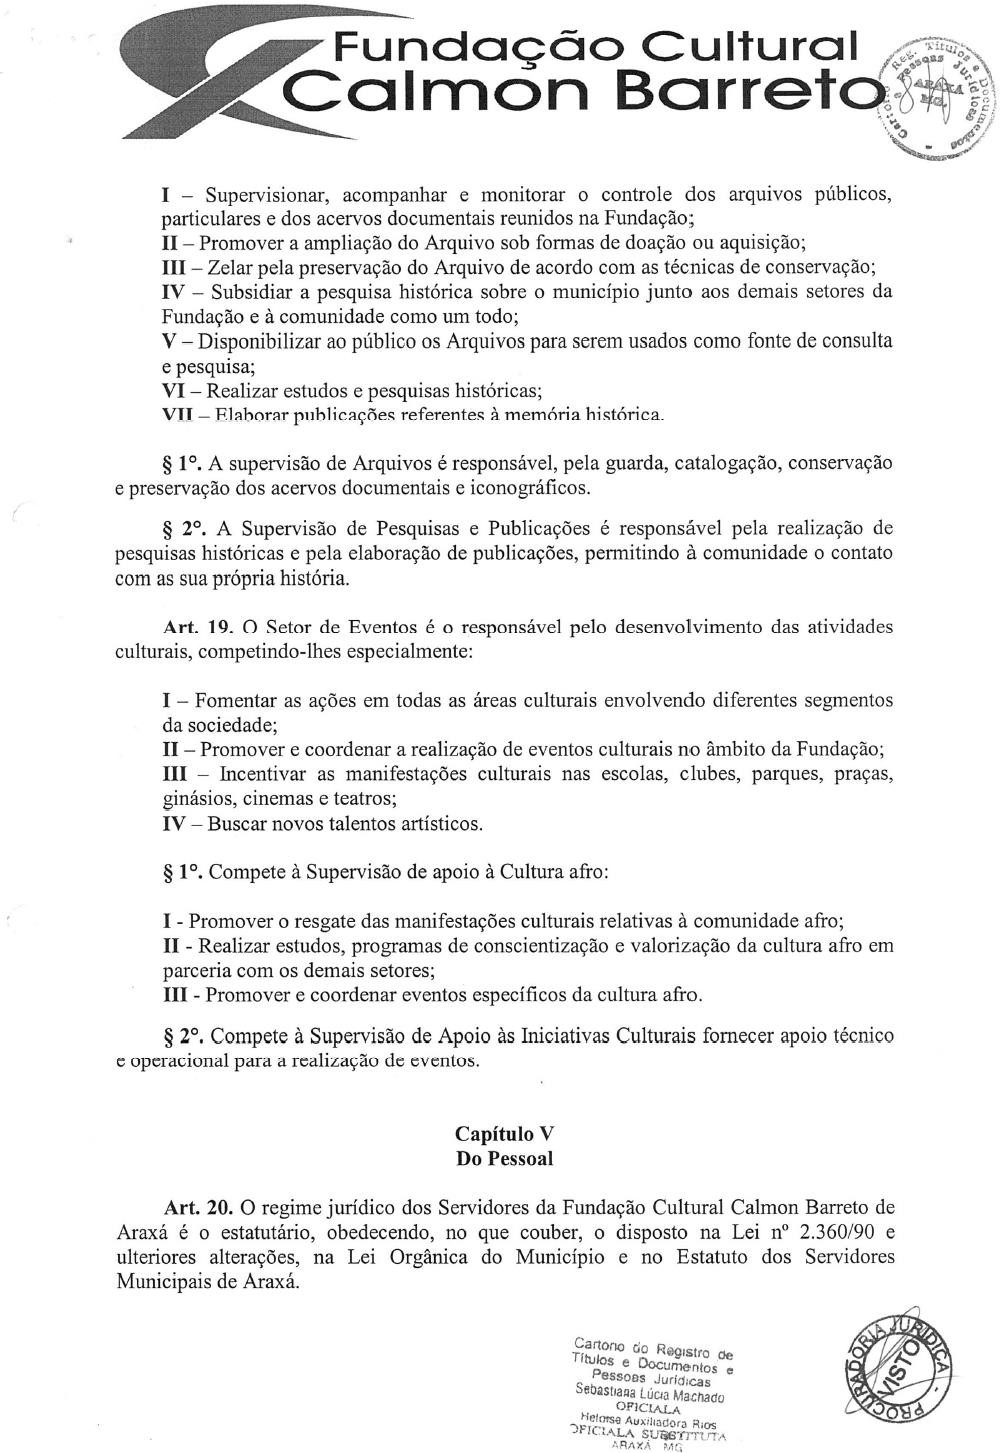 Fundação Cultural
Calmon Barreto
Cartorio Reg. Títulos e Documentos
e Pessoas Jurídicas
ARAXÁ
MG.
I – Supervisionar, acompanhar e monitorar o controle dos arquivos públicos,
particulares e dos acervos documentais reunidos na Fundação;
II – Promover a ampliação do Arquivo sob formas de doação ou aquisição;
III – Zelar pela preservação do Arquivo de acordo com as técnicas de conservação;
IV – Subsidiar a pesquisa histórica sobre o município junto aos demais setores da
Fundação e à comunidade como um todo;
V – Disponibilizar ao público os Arquivos para serem usados como fonte de consulta
e pesquisa;
VI – Realizar estudos e pesquisas históricas;
VII – Elaborar publicações referentes à memória histórica.
§ 1º. A supervisão de Arquivos é responsável, pela guarda, catalogação, conservação
e preservação dos acervos documentais e iconográficos.
§ 2º. A Supervisão de Pesquisas e Publicações é responsável pela realização de
pesquisas históricas e pela elaboração de publicações, permitindo à comunidade o contato
com as sua própria história.
Art. 19. O Setor de Eventos é o responsável pelo desenvolvimento das atividades
culturais, competindo-lhes especialmente:
I – Fomentar as ações em todas as áreas culturais envolvendo diferentes segmentos
da sociedade;
II – Promover e coordenar a realização de eventos culturais no âmbito da Fundação;
III – Incentivar as manifestações culturais nas escolas, clubes, parques, praças,
ginásios, cinemas e teatros;
IV – Buscar novos talentos artísticos.
§ 1º. Compete à Supervisão de apoio à Cultura afro:
I - Promover o resgate das manifestações culturais relativas à comunidade afro;
II - Realizar estudos, programas de conscientização e valorização da cultura afro em
parceria com os demais setores;
III - Promover e coordenar eventos específicos da cultura afro.
§ 2º. Compete à Supervisão de Apoio às Iniciativas Culturais fornecer apoio técnico
e operacional para a realização de eventos.
Capítulo V
Do Pessoal
Art. 20. O regime jurídico dos Servidores da Fundação Cultural Calmon Barreto de
Araxá é o estatutário, obedecendo, no que couber, o disposto na Lei nº 2.360/90 e
ulteriores alterações, na Lei Orgânica do Município e no Estatuto dos Servidores
Municipais de Araxá.
Cartorio do Registro de
Títulos e Documentos e
Pessoas Jurídicas
Sebastiana Lúcia Machado
OFICIALA
Heloise Auxiliadora Rios
OFICIALA SUBSTITUTA
ARAXÁ MG
PROCURADORIA JURÍDICA -
VISTO